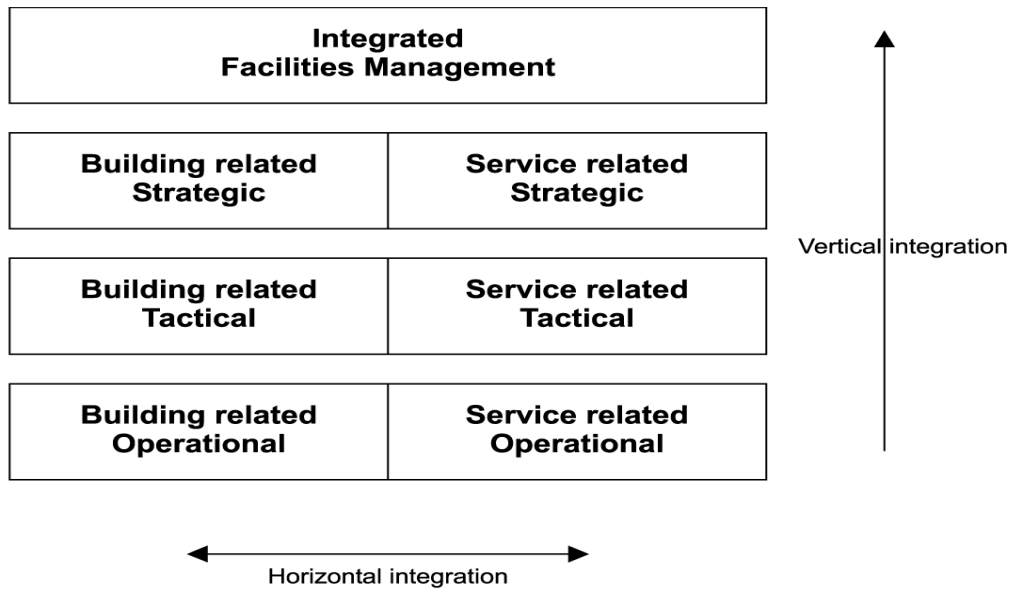 Integrated
Facilities Management
Building related
Strategic
Service related
Strategic
Building related
Tactical
Service related
Tactical
Building related
Operational
Service related
Operational
Vertical integration
Horizontal integration